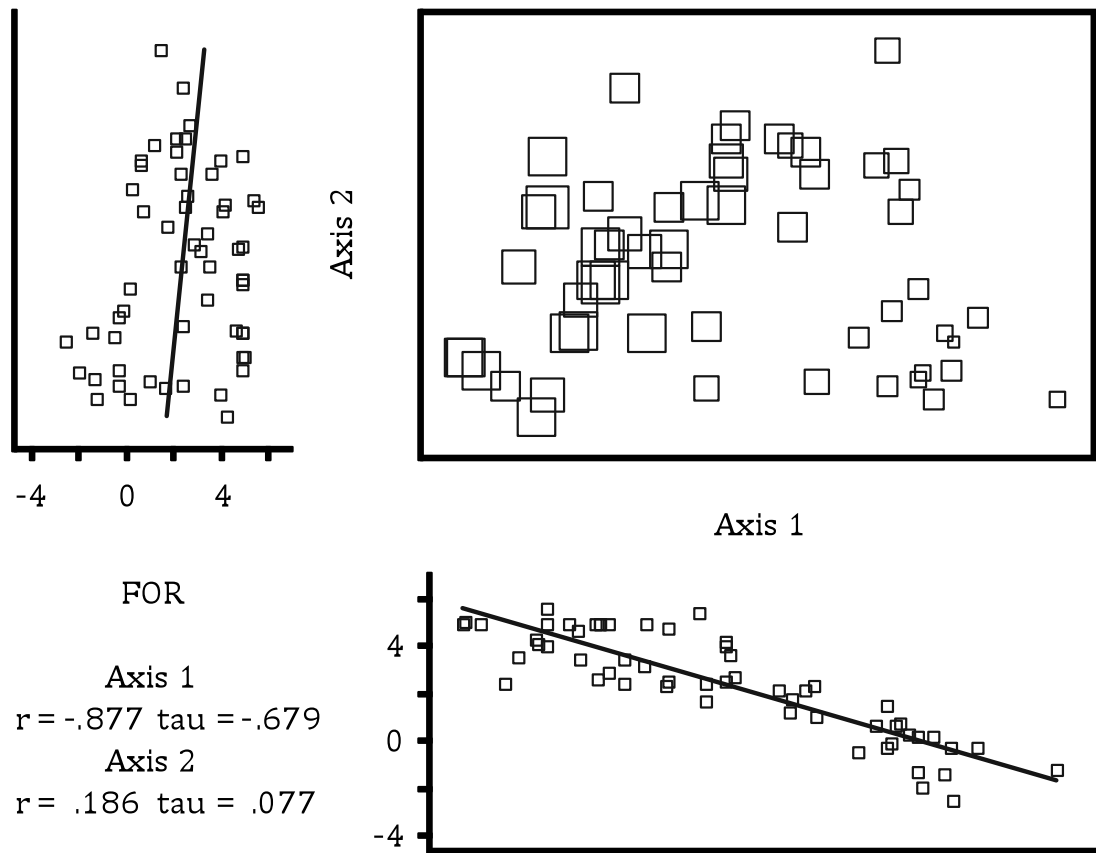 Axis 2
-4 0 4
Axis 1
FOR
Axis 1
r = -.877 tau = -.679
Axis 2
r = .186 tau = .077
4
0
-4